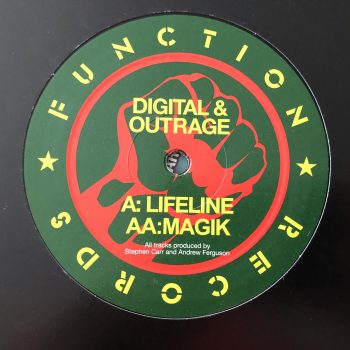 FUNCTION
RECORDS
DIGITAL &
OUTRAGE
A: LIFELINE
AA:MAGIK
All tracks produced by
Stephen Carr and Andrew Ferguson